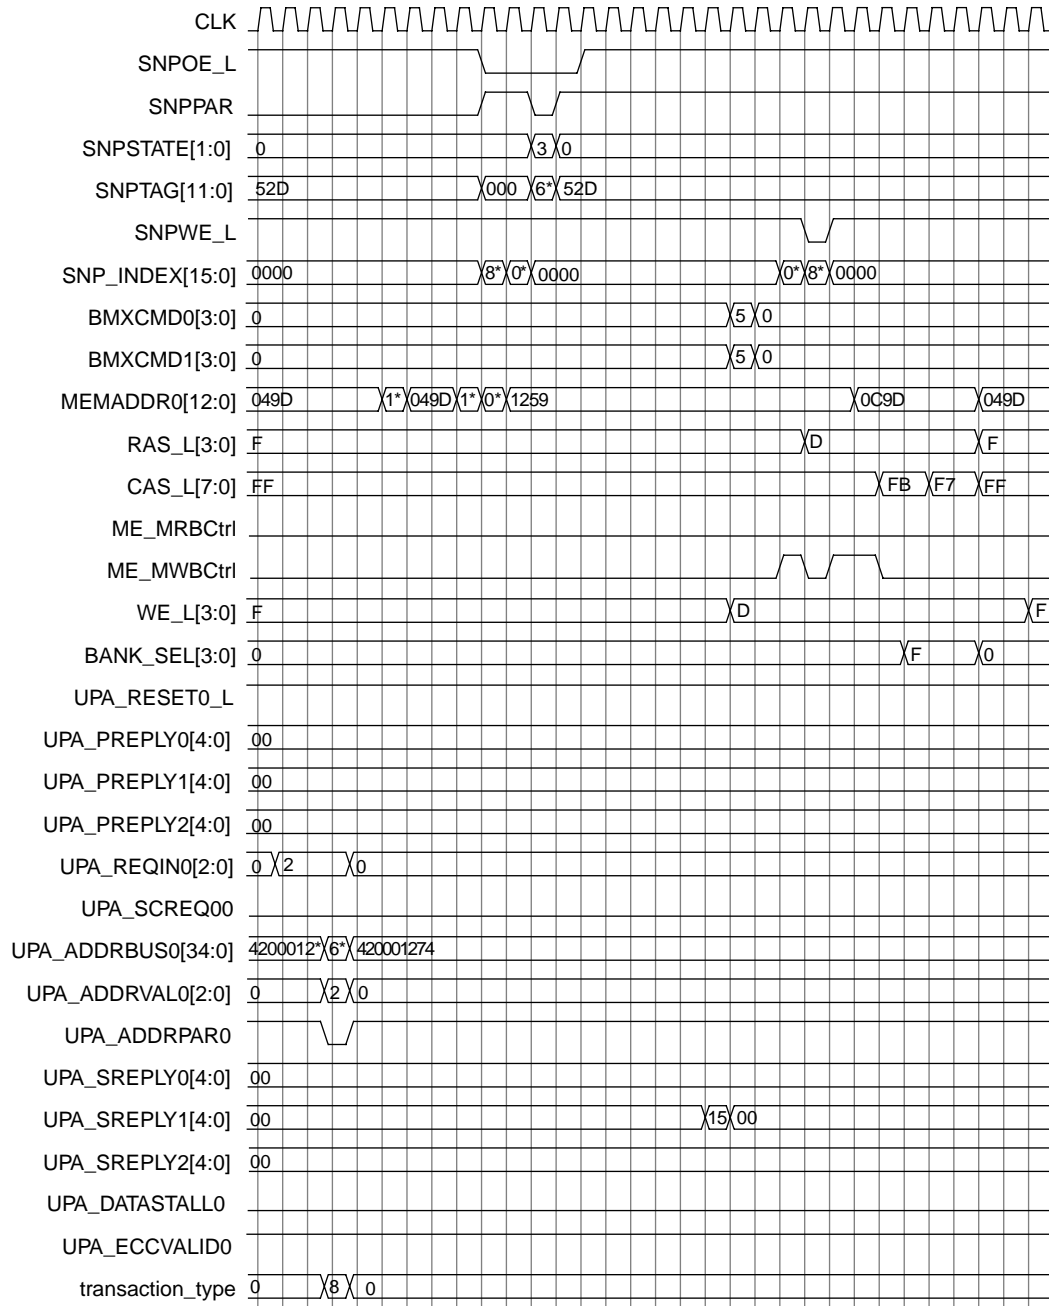 CLK
SNPOE_L
SNPPAR
SNPSTATE[1:0] 0 3 0
SNPTAG[11:0] 52D 000 6* 52D
SNPWE_L
SNP_INDEX[15:0] 0000 8* 0* 0000 0* 8* 0000
BMXCMD0[3:0] 0 5 0
BMXCMD1[3:0] 0 5 0
MEMADDR0[12:0] 049D 1* 049D 1* 0* 1259 0C9D 049D
RAS_L[3:0] F D F
CAS_L[7:0] FF FB F7 FF
ME_MRBCtrl
ME_MWBCtrl
WE_L[3:0] F D F
BANK_SEL[3:0] 0 F 0
UPA_RESET0_L
UPA_PREPLY0[4:0] 00
UPA_PREPLY1[4:0] 00
UPA_PREPLY2[4:0] 00
UPA_REQIN0[2:0] 0 2 0
UPA_SCREQ00
UPA_ADDRBUS0[34:0] 4200012* 6* 420001274
UPA_ADDRVAL0[2:0] 0 2 0
UPA_ADDRPAR0
UPA_SREPLY0[4:0] 00
UPA_SREPLY1[4:0] 00 15 00
UPA_SREPLY2[4:0] 00
UPA_DATASTALL0
UPA_ECCVALID0
transaction_type 0 8 0